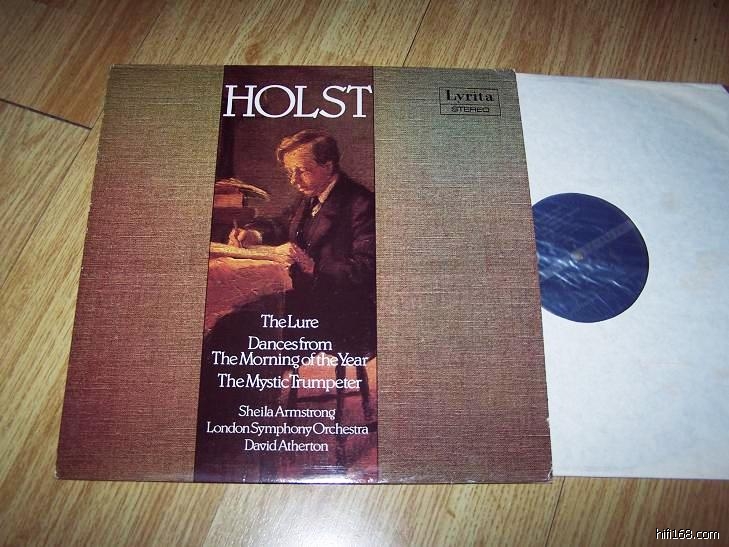 HOLST
Lyrita
STEREO
The Lure
Dances from
The Morning of the Year
The Mystic Trumpeter
Sheila Armstrong
London Symphony Orchestra
David Atherton
hifi168.com